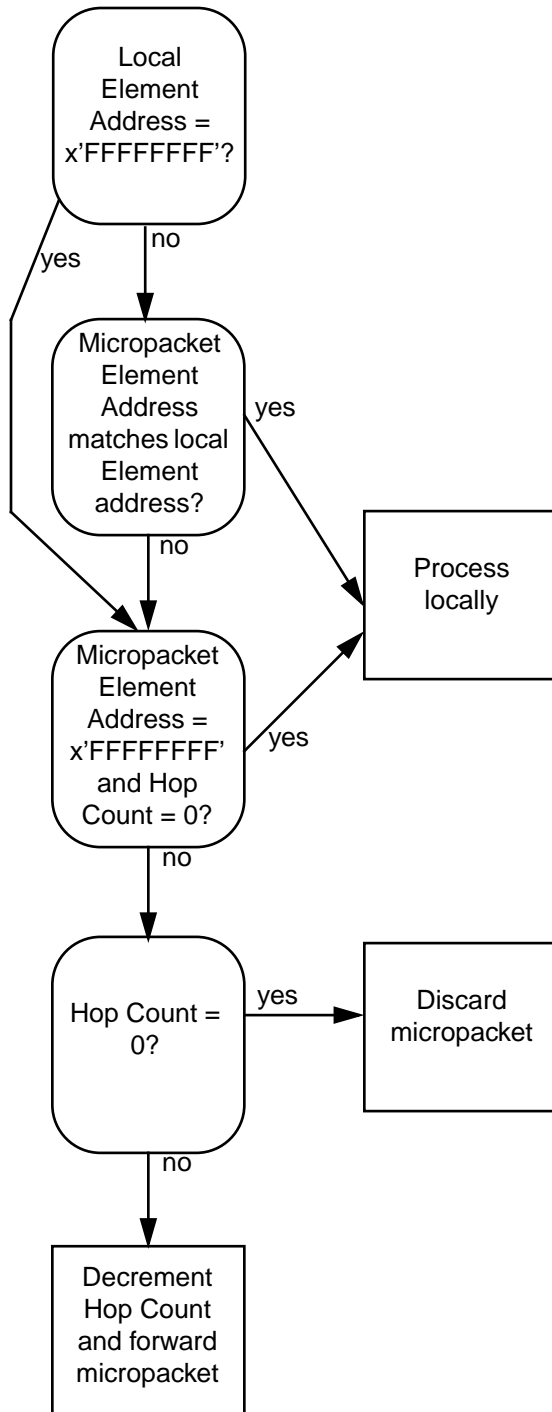 Local
Element
Address =
x’FFFFFFFF’?
yes
no
Micropacket
Element
Address
matches local
Element
address?
yes
no
Process
locally
Micropacket
Element
Address =
x’FFFFFFFF’
and Hop
Count = 0?
yes
no
Hop Count =
0?
yes
Discard
micropacket
no
Decrement
Hop Count
and forward
micropacket